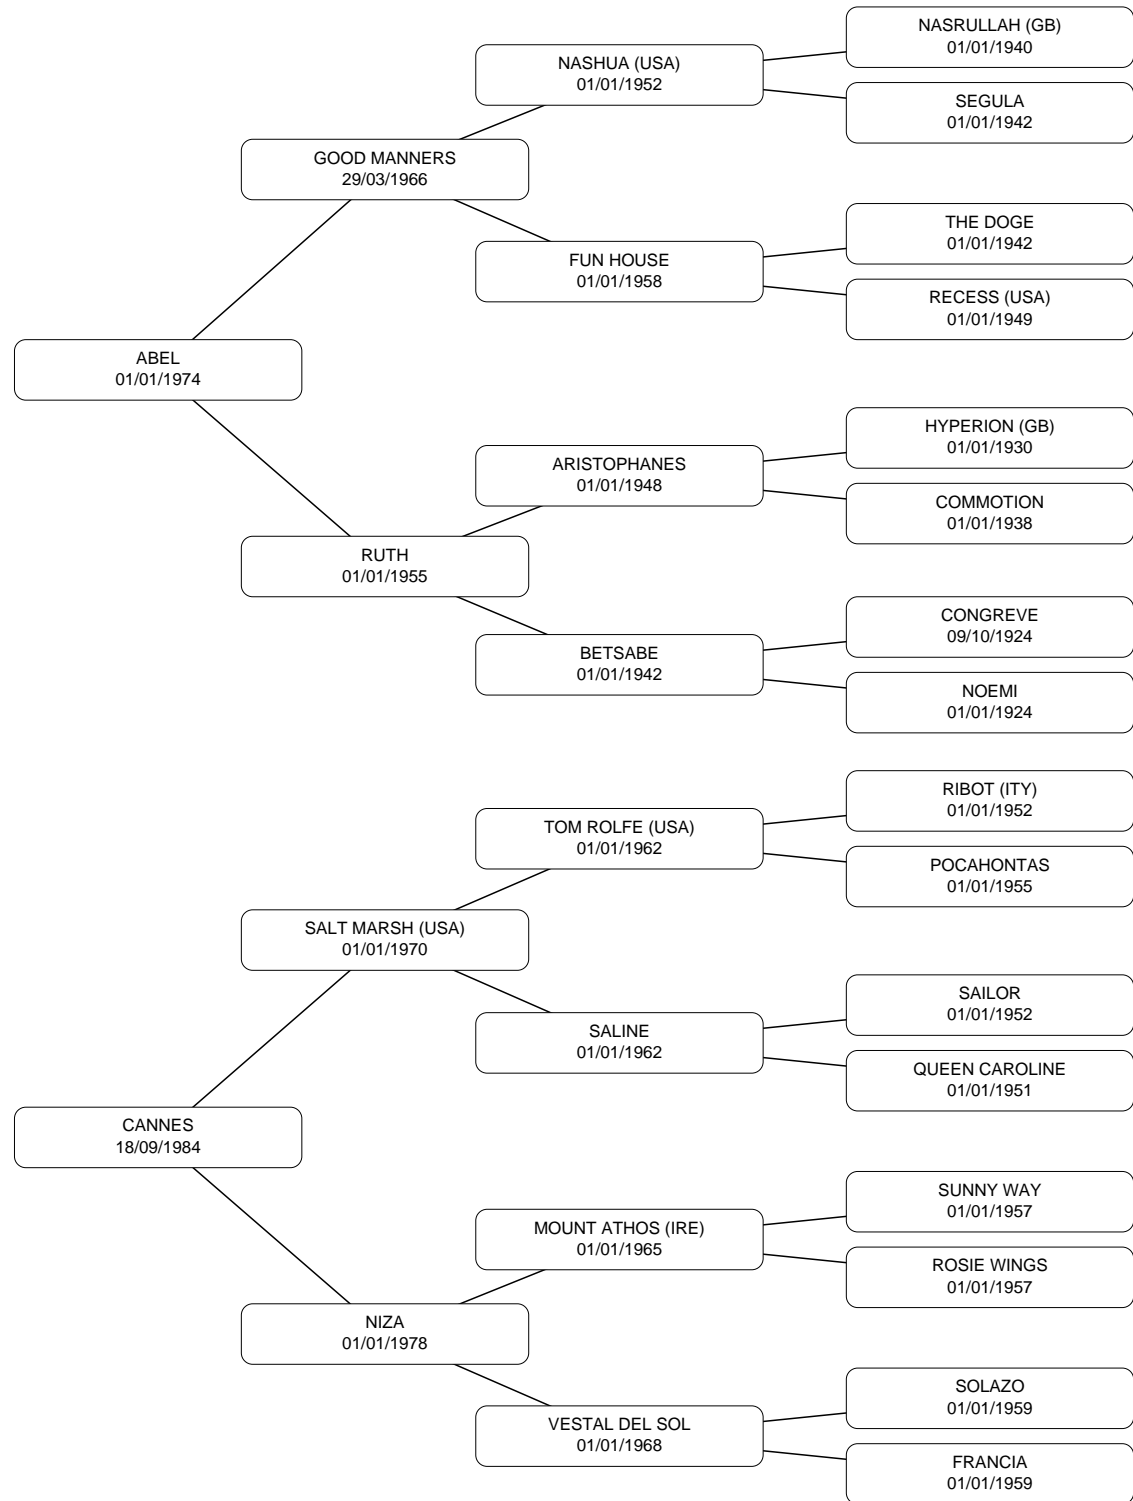 NASRULLAH (GB)
01/01/1940
NASHUA (USA)
01/01/1952
SEGULA
01/01/1942
GOOD MANNERS
29/03/1966
THE DOGE
01/01/1942
FUN HOUSE
01/01/1958
RECESS (USA)
01/01/1949
ABEL
01/01/1974
HYPERION (GB)
01/01/1930
ARISTOPHANES
01/01/1948
COMMOTION
01/01/1938
RUTH
01/01/1955
CONGREVE
09/10/1924
BETSABE
01/01/1942
NOEMI
01/01/1924
RIBOT (ITY)
01/01/1952
TOM ROLFE (USA)
01/01/1962
POCAHONTAS
01/01/1955
SALT MARSH (USA)
01/01/1970
SAILOR
01/01/1952
SALINE
01/01/1962
QUEEN CAROLINE
01/01/1951
CANNES
18/09/1984
SUNNY WAY
01/01/1957
MOUNT ATHOS (IRE)
01/01/1965
ROSIE WINGS
01/01/1957
NIZA
01/01/1978
SOLAZO
01/01/1959
VESTAL DEL SOL
01/01/1968
FRANCIA
01/01/1959